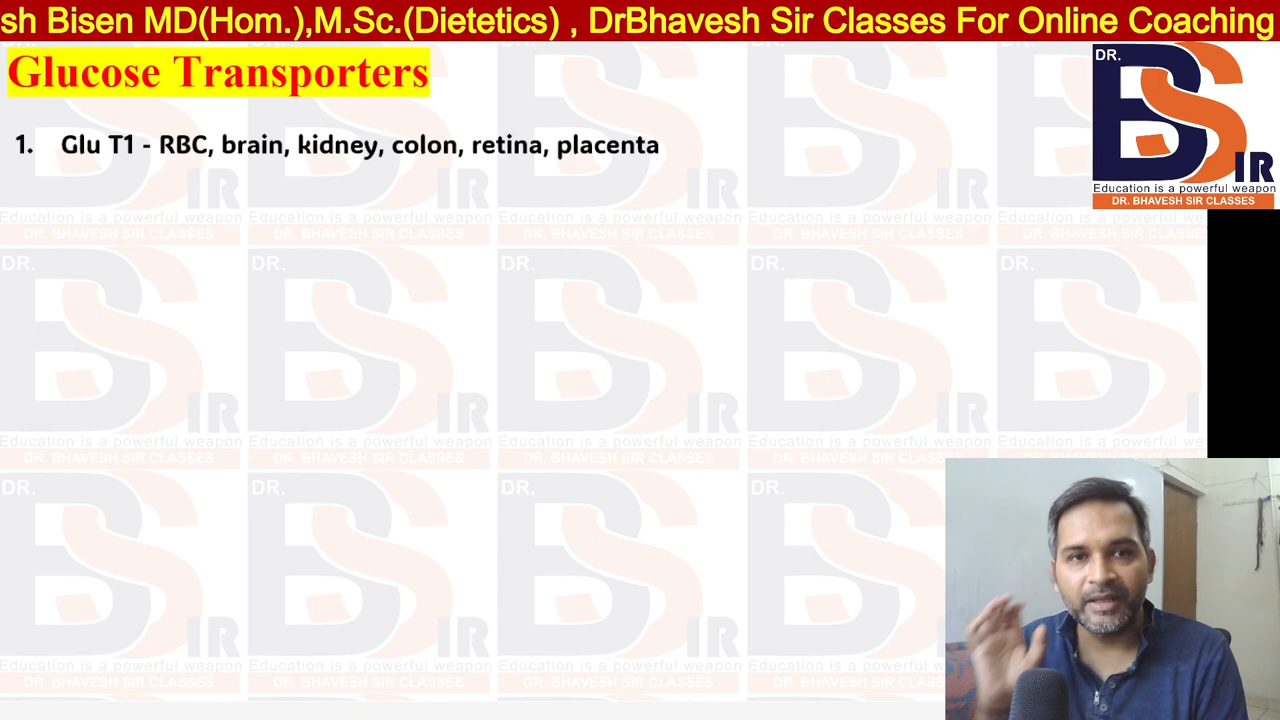 sh Bisen MD(Hom.),M.Sc.(Dietetics) , DrBhavesh Sir Classes For Online Coaching
Glucose Transporters
DR.
BS IR
Education is a powerful weapon
DR. BHAVESH SIR CLASSES
1. Glu T1 - RBC, brain, kidney, colon, retina, placenta